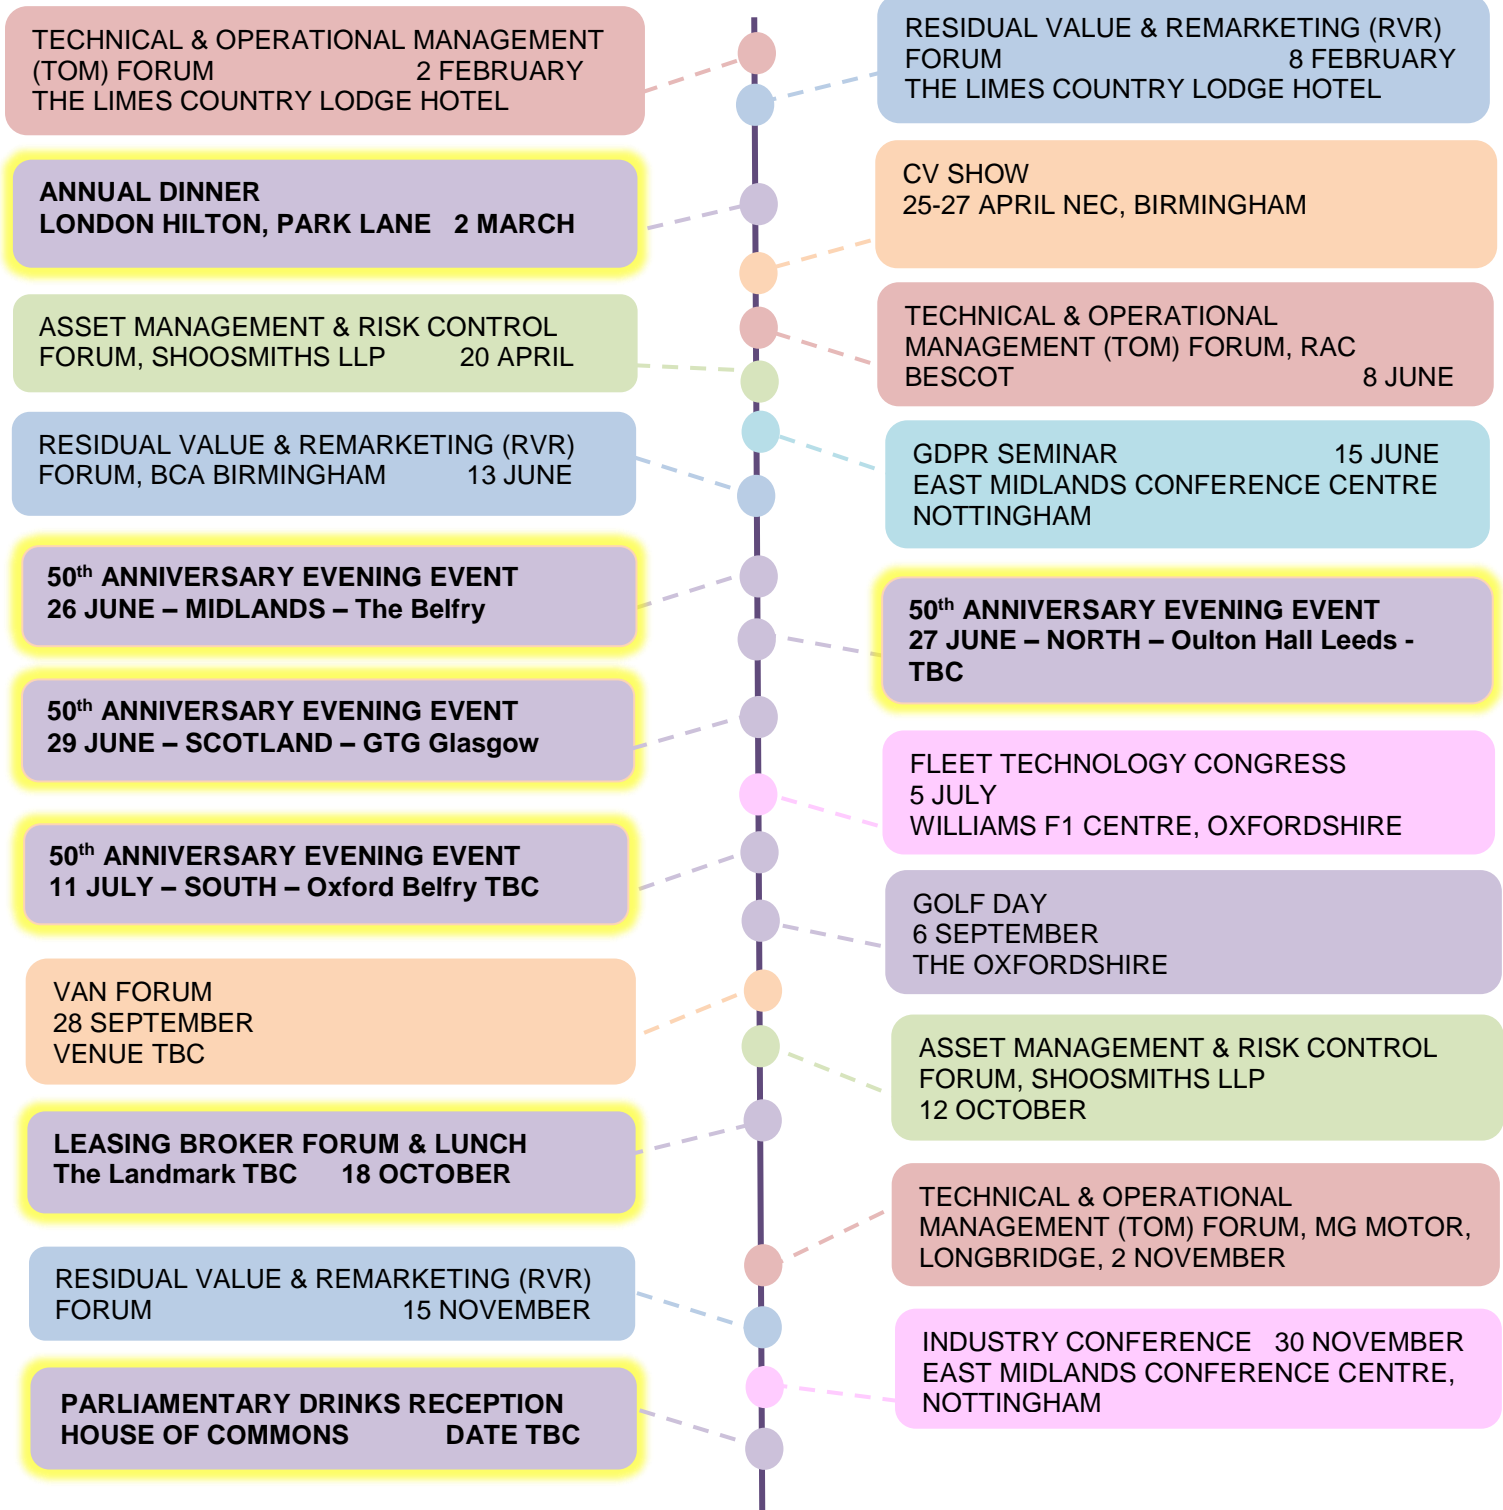 TECHNICAL & OPERATIONAL MANAGEMENT
(TOM) FORUM 2 FEBRUARY
THE LIMES COUNTRY LODGE HOTEL
RESIDUAL VALUE & REMARKETING (RVR)
FORUM 8 FEBRUARY
THE LIMES COUNTRY LODGE HOTEL
ANNUAL DINNER
LONDON HILTON, PARK LANE 2 MARCH
CV SHOW
25-27 APRIL NEC, BIRMINGHAM
ASSET MANAGEMENT & RISK CONTROL
FORUM, SHOOSMITHS LLP 20 APRIL
TECHNICAL & OPERATIONAL
MANAGEMENT (TOM) FORUM, RAC
BESCOT 8 JUNE
RESIDUAL VALUE & REMARKETING (RVR)
FORUM, BCA BIRMINGHAM 13 JUNE
GDPR SEMINAR 15 JUNE
EAST MIDLANDS CONFERENCE CENTRE
NOTTINGHAM
50th ANNIVERSARY EVENING EVENT
26 JUNE – MIDLANDS – The Belfry
50th ANNIVERSARY EVENING EVENT
27 JUNE – NORTH – Oulton Hall Leeds -
TBC
50th ANNIVERSARY EVENING EVENT
29 JUNE – SCOTLAND – GTG Glasgow
FLEET TECHNOLOGY CONGRESS
5 JULY
WILLIAMS F1 CENTRE, OXFORDSHIRE
50th ANNIVERSARY EVENING EVENT
11 JULY – SOUTH – Oxford Belfry TBC
GOLF DAY
6 SEPTEMBER
THE OXFORDSHIRE
VAN FORUM
28 SEPTEMBER
VENUE TBC
ASSET MANAGEMENT & RISK CONTROL
FORUM, SHOOSMITHS LLP
12 OCTOBER
LEASING BROKER FORUM & LUNCH
The Landmark TBC 18 OCTOBER
TECHNICAL & OPERATIONAL
MANAGEMENT (TOM) FORUM, MG MOTOR,
LONGBRIDGE, 2 NOVEMBER
RESIDUAL VALUE & REMARKETING (RVR)
FORUM 15 NOVEMBER
INDUSTRY CONFERENCE 30 NOVEMBER
EAST MIDLANDS CONFERENCE CENTRE,
NOTTINGHAM
PARLIAMENTARY DRINKS RECEPTION
HOUSE OF COMMONS DATE TBC